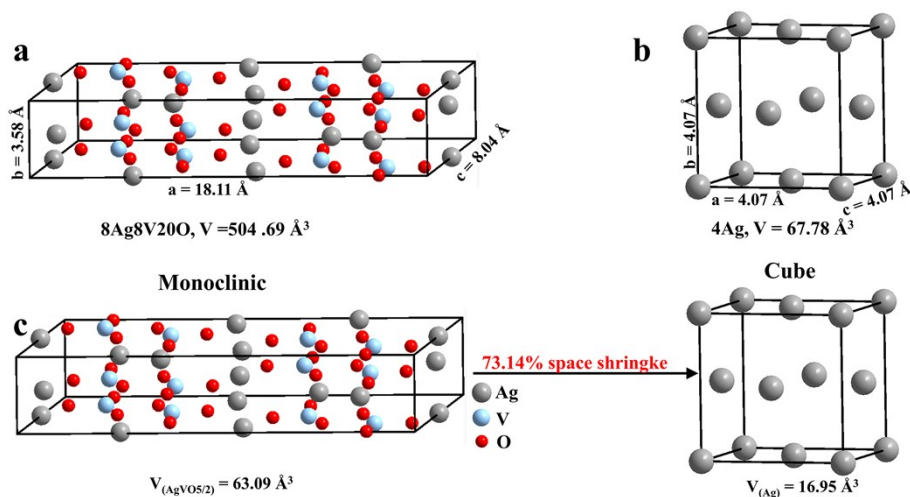 a
b = 3.58 Å
a = 18.11 Å
c = 8.04 Å
8Ag8V20O, V =504 .69 Å³
b
b = 4.07 Å
a = 4.07 Å
c = 4.07 Å
4Ag, V = 67.78 Å³
Monoclinic
Cube
c
73.14% space shringke
Ag
V
O
V(AgVO5/2) = 63.09 Å³
V(Ag) = 16.95 Å³